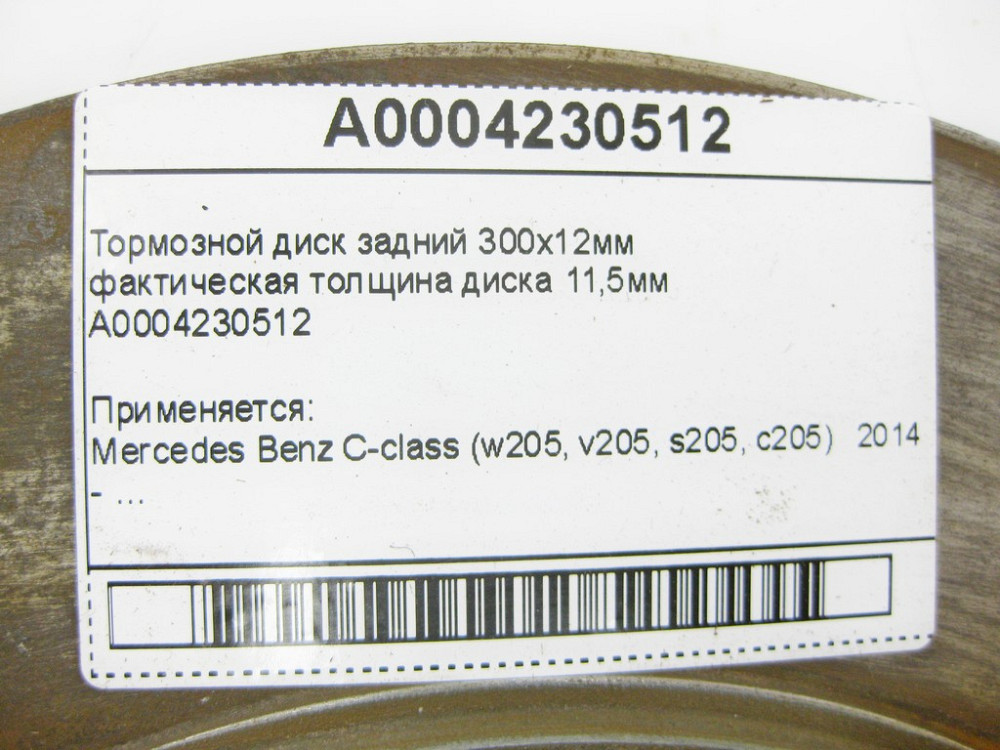 A0004230512
Тормозной диск задний 300x12мм
фактическая толщина диска 11,5мм
A0004230512
Применяется:
Mercedes Benz C-class (w205, v205, s205, c205) 2014
- ...